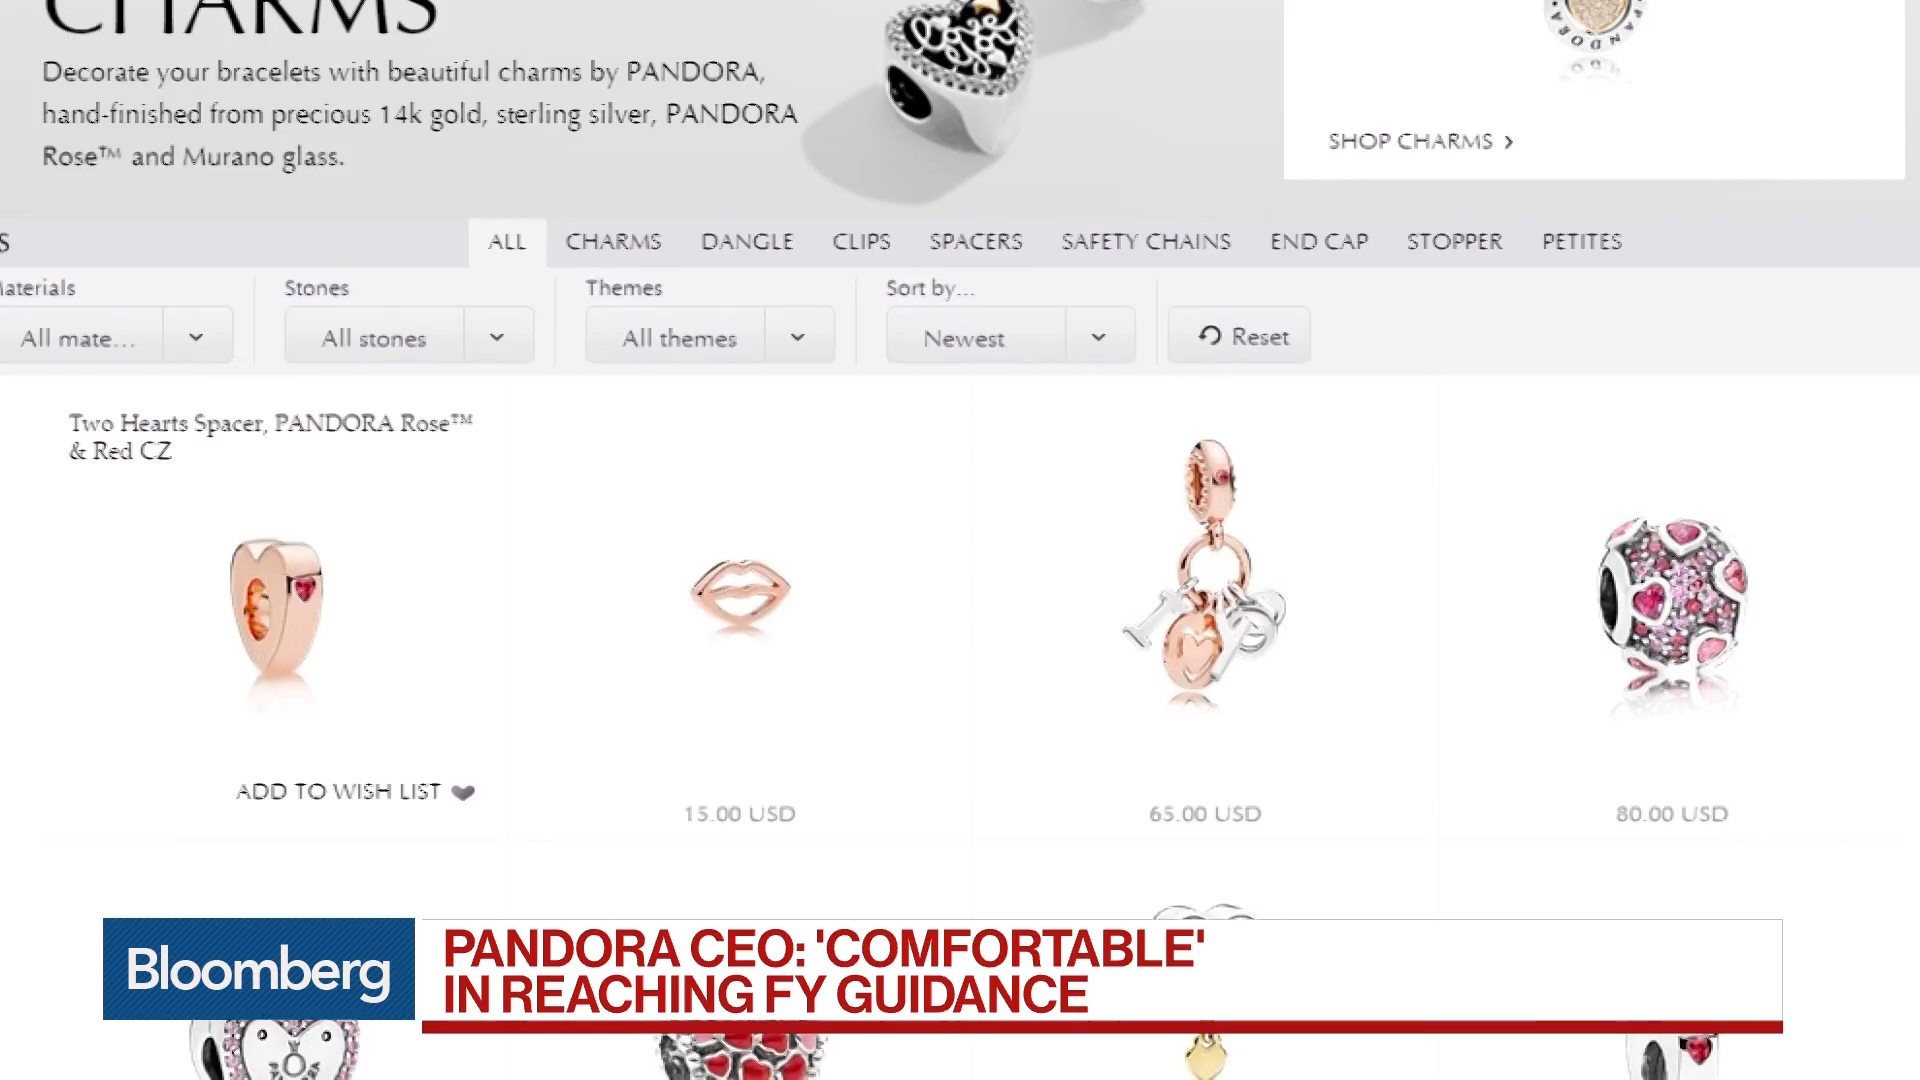 CHARMS
Decorate your bracelets with beautiful charms by PANDORA,
hand-finished from precious 14k gold, sterling silver, PANDORA
Rose™ and Murano glass.
PANDORA
SHOP CHARMS >
S
ALL CHARMS DANGLE CLIPS SPACERS SAFETY CHAINS END CAP STOPPER PETITES
aterials Stones Themes Sort by...
All mate... All stones All themes Newest Reset
Two Hearts Spacer, PANDORA Rose™
& Red CZ
ADD TO WISH LIST
15.00 USD 65.00 USD 80.00 USD
Bloomberg
PANDORA CEO: 'COMFORTABLE'
IN REACHING FY GUIDANCE